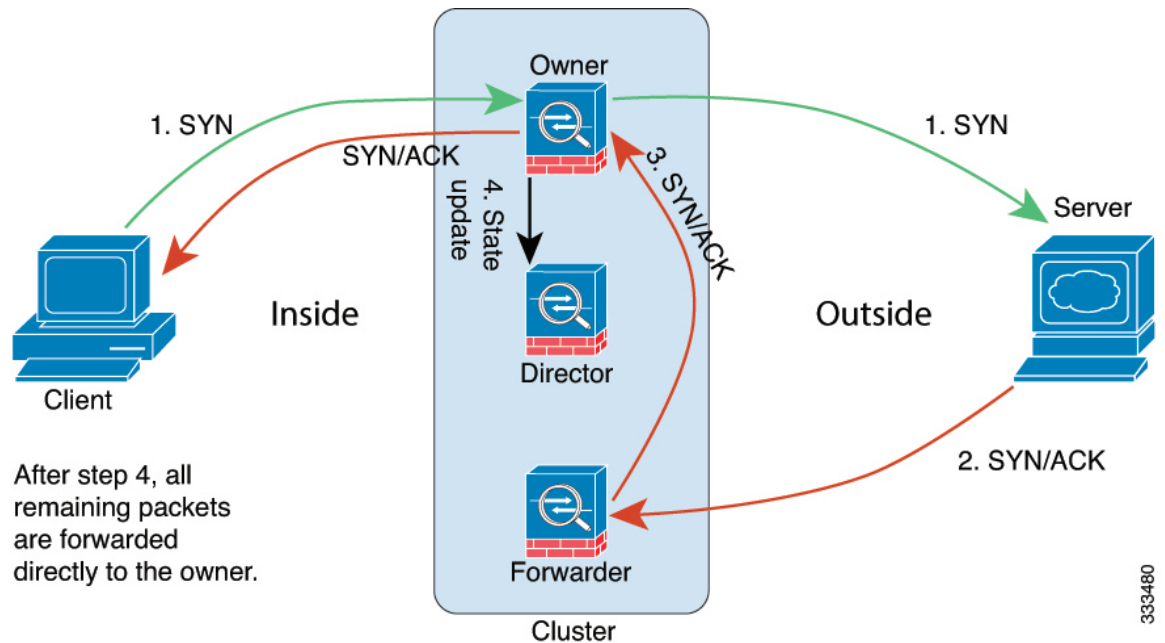 Owner
1. SYN
1. SYN
SYN/ACK
4. State
update
3. SYN/ACK
Server
Inside
Outside
Director
Client
2. SYN/ACK
After step 4, all
remaining packets
are forwarded
directly to the owner.
Forwarder
Cluster
333480